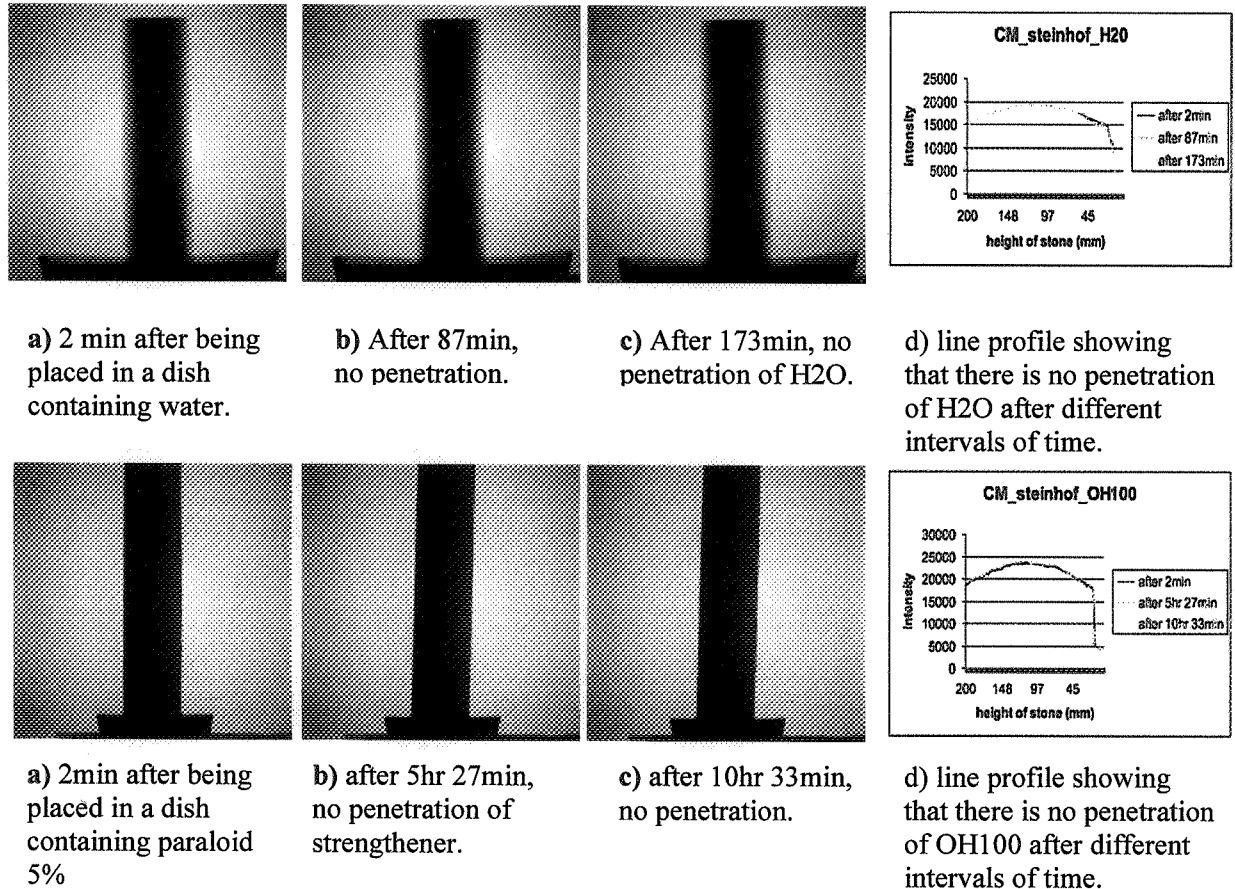 CM_steinhof_H20
25000
20000
15000
10000
5000
0
intensity
200 148 97 45
height of stone (mm)
after 2min
after 87min
after 173min
a) 2 min after being
placed in a dish
containing water.
b) After 87min,
no penetration.
c) After 173min, no
penetration of H2O.
d) line profile showing
that there is no penetration
of H2O after different
intervals of time.
CM_steinhof_OH100
30000
25000
20000
15000
10000
5000
0
intensity
200 148 97 45
height of stone (mm)
after 2min
after 5hr 27min
after 10hr 33min
a) 2min after being
placed in a dish
containing paraloid
5%
b) after 5hr 27min,
no penetration of
strengthener.
c) after 10hr 33min,
no penetration.
d) line profile showing
that there is no penetration
of OH100 after different
intervals of time.